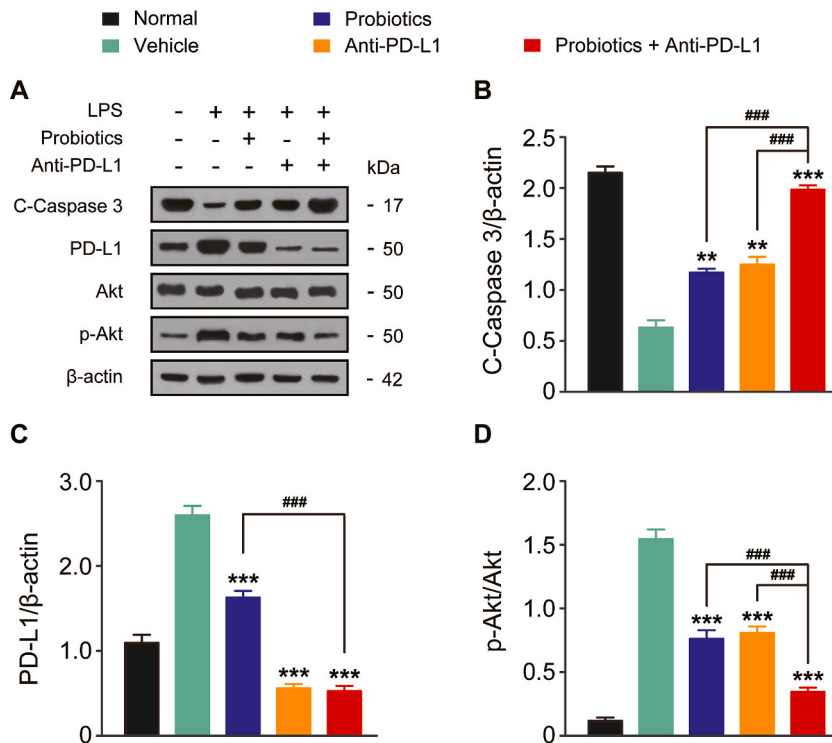 Normal
Probiotics
Vehicle
Anti-PD-L1
Probiotics + Anti-PD-L1
A
LPS - + + + +
Probiotics - - + - +
Anti-PD-L1 - - - + +
kDa
C-Caspase 3 - 17
PD-L1 - 50
Akt - 50
p-Akt - 50
β-actin - 42
B
C-Caspase 3/β-actin
2.5
2.0
1.5
1.0
0.5
0
###
###
**
**
***
C
PD-L1/β-actin
3.0
2.0
1.0
0
###
***
***
***
D
p-Akt/Akt
2.0
1.5
1.0
0.5
0
###
###
***
***
***